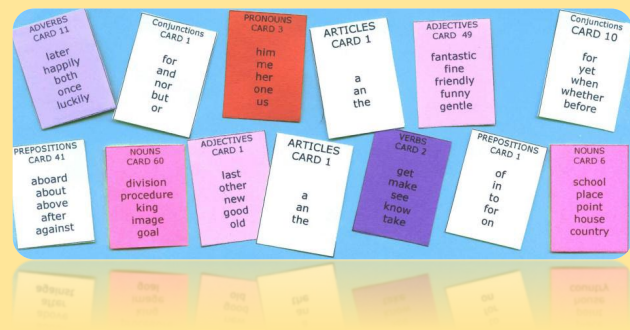 ADVERBS
CARD 11
later
happily
both
once
luckily
Conjunctions
CARD 1
for
and
nor
but
or
PRONOUNS
CARD 3
him
me
her
one
us
ARTICLES
CARD 1
a
an
the
ADJECTIVES
CARD 49
fantastic
fine
friendly
funny
gentle
Conjunctions
CARD 10
for
yet
when
whether
before
PREPOSITIONS
CARD 41
aboard
about
above
after
against
NOUNS
CARD 60
division
procedure
king
image
goal
ADJECTIVES
CARD 1
last
other
new
good
old
ARTICLES
CARD 1
a
an
the
VERBS
CARD 2
get
make
see
know
take
PREPOSITIONS
CARD 1
of
in
to
for
on
NOUNS
CARD 6
school
place
point
house
country